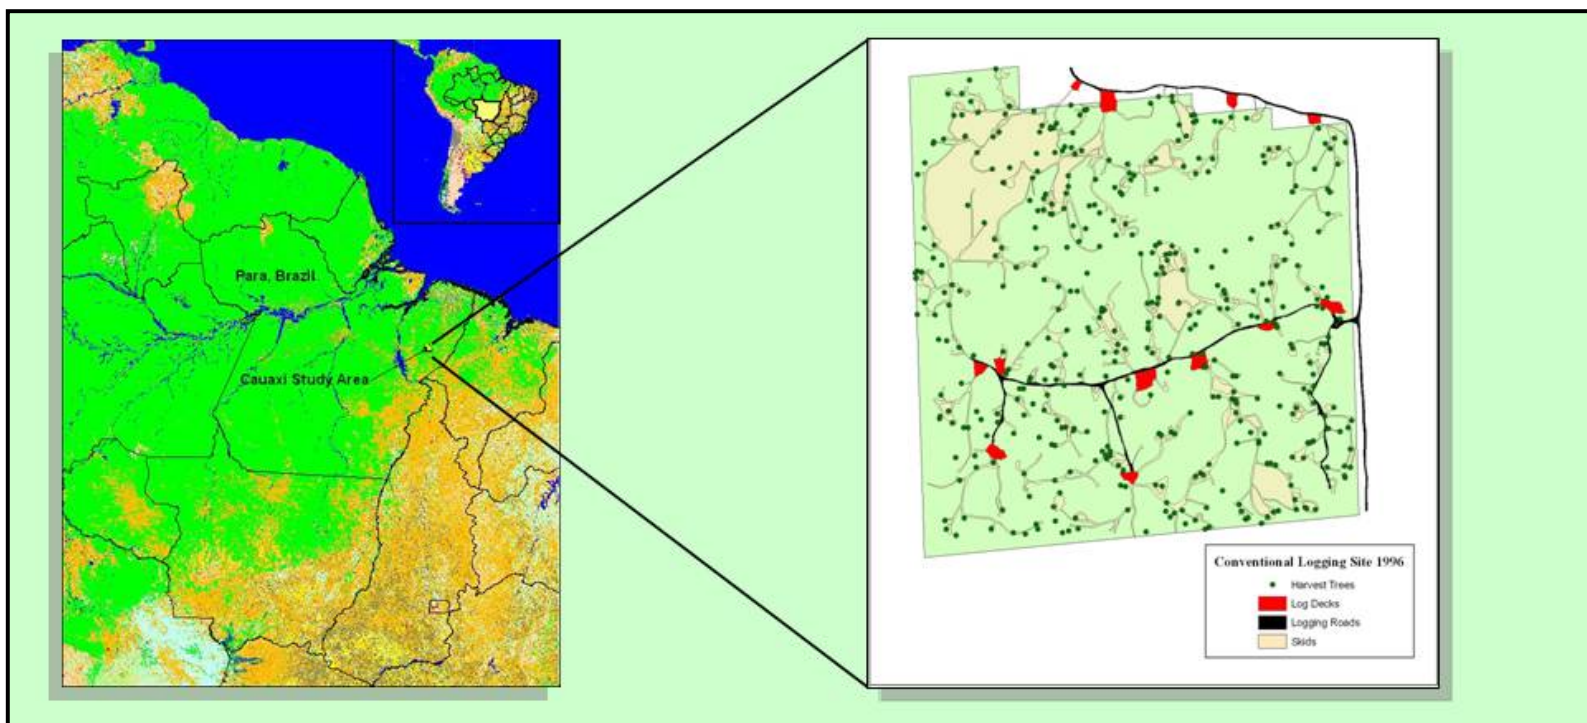 Para, Brazil
Cauaxi Study Area
Conventional Logging Site 1996
Harvest Trees
Log Decks
Logging Roads
Skids